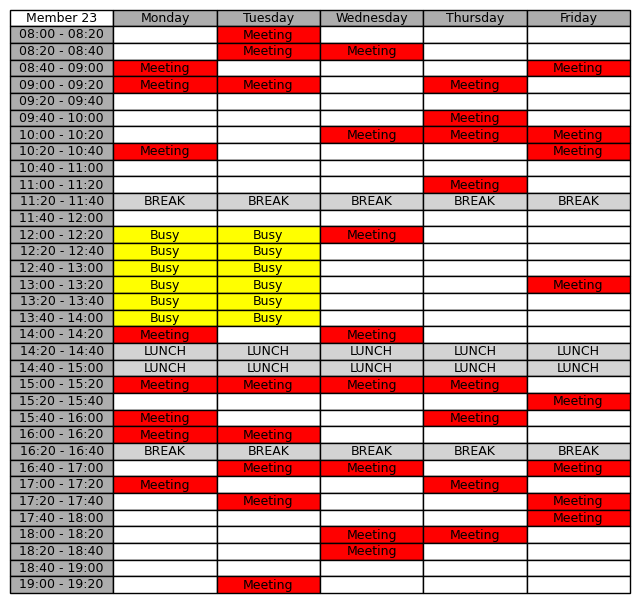 Member 23 Monday Tuesday Wednesday Thursday Friday
08:00 - 08:20 Meeting
08:20 - 08:40 Meeting Meeting
08:40 - 09:00 Meeting Meeting
09:00 - 09:20 Meeting Meeting Meeting
09:20 - 09:40
09:40 - 10:00 Meeting
10:00 - 10:20 Meeting Meeting Meeting
10:20 - 10:40 Meeting Meeting
10:40 - 11:00
11:00 - 11:20 Meeting
11:20 - 11:40 BREAK BREAK BREAK BREAK BREAK
11:40 - 12:00
12:00 - 12:20 Busy Busy Meeting
12:20 - 12:40 Busy Busy
12:40 - 13:00 Busy Busy
13:00 - 13:20 Busy Busy Meeting
13:20 - 13:40 Busy Busy
13:40 - 14:00 Busy Busy
14:00 - 14:20 Meeting Meeting
14:20 - 14:40 LUNCH LUNCH LUNCH LUNCH LUNCH
14:40 - 15:00 LUNCH LUNCH LUNCH LUNCH LUNCH
15:00 - 15:20 Meeting Meeting Meeting Meeting
15:20 - 15:40 Meeting
15:40 - 16:00 Meeting Meeting
16:00 - 16:20 Meeting Meeting
16:20 - 16:40 BREAK BREAK BREAK BREAK BREAK
16:40 - 17:00 Meeting Meeting Meeting
17:00 - 17:20 Meeting Meeting
17:20 - 17:40 Meeting Meeting
17:40 - 18:00 Meeting
18:00 - 18:20 Meeting Meeting
18:20 - 18:40 Meeting
18:40 - 19:00
19:00 - 19:20 Meeting